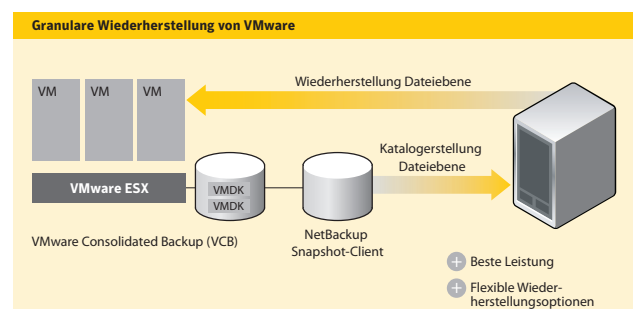 Granulare Wiederherstellung von VMware
VM VM VM
Wiederherstellung Dateiebene
Katalogerstellung
Dateiebene
VMware ESX
VMDK
VMDK
VMware Consolidated Backup (VCB)
NetBackup
Snapshot-Client
+ Beste Leistung
+ Flexible Wieder-
herstellungsoptionen